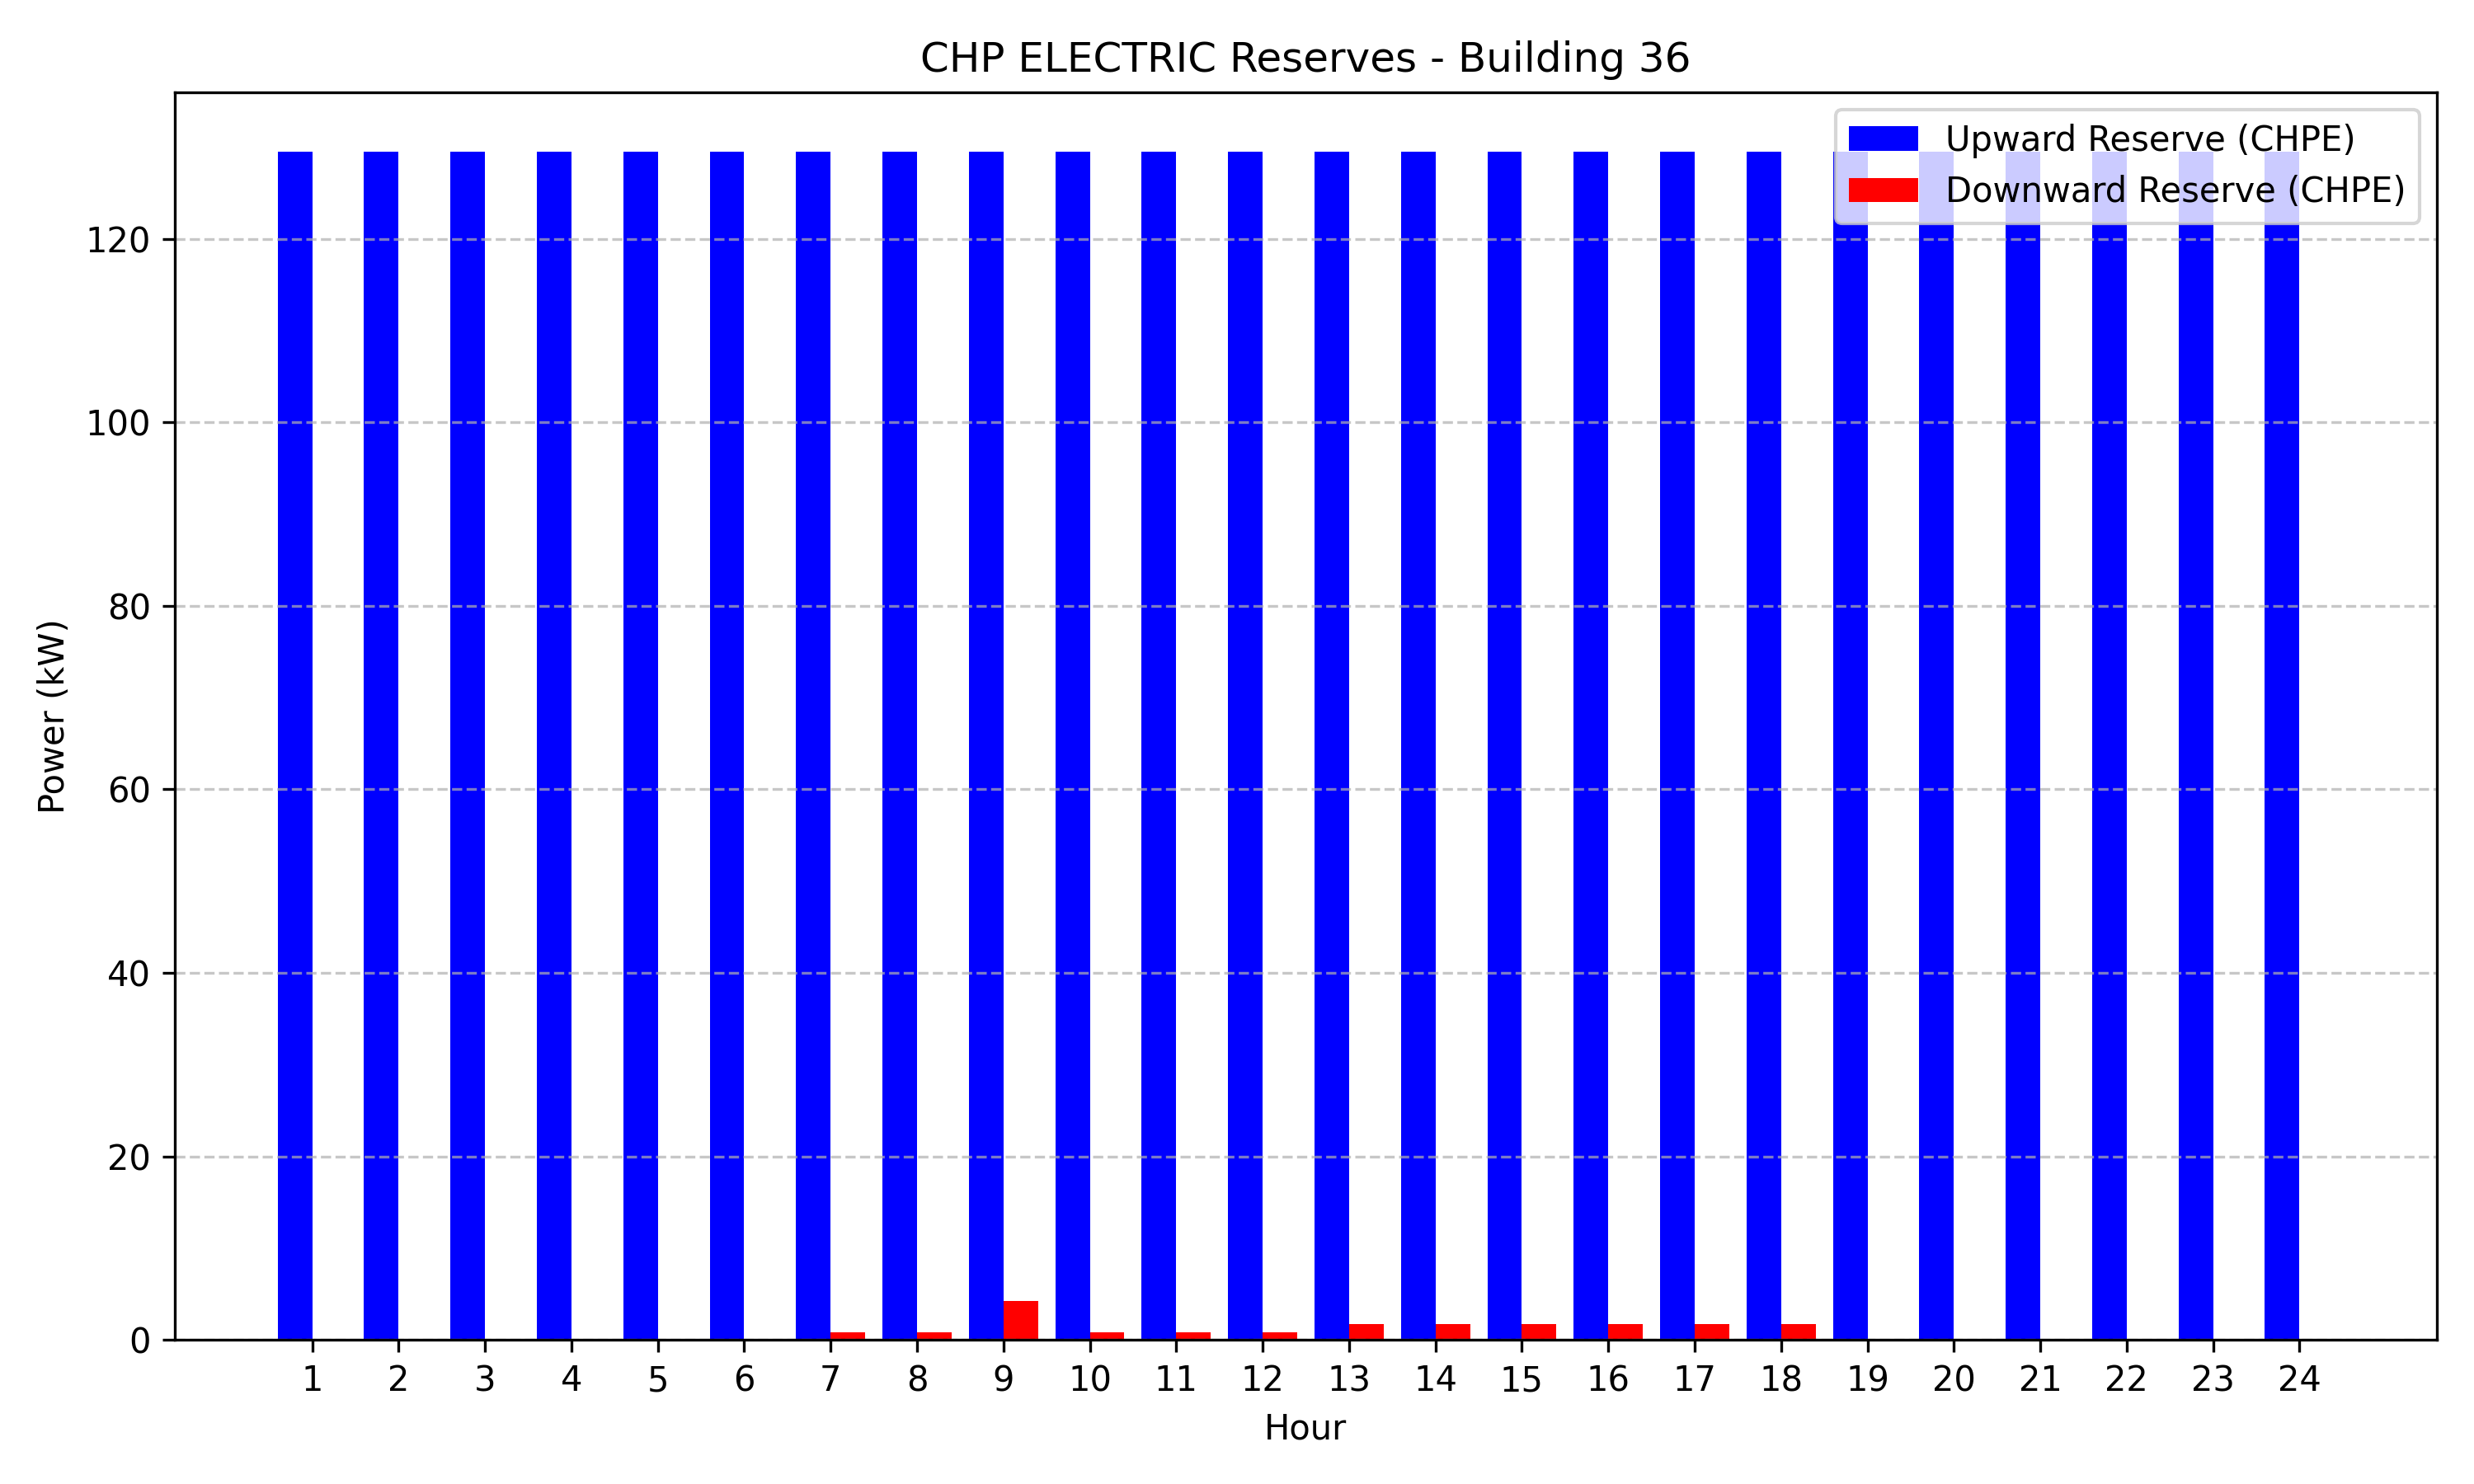 CHP ELECTRIC Reserves - Building 36
Upward Reserve (CHPE)
Downward Reserve (CHPE)
120
100
80
60
40
20
0
Power (kW)
1 2 3 4 5 6 7 8 9 10 11 12 13 14 15 16 17 18 19 20 21 22 23 24
Hour